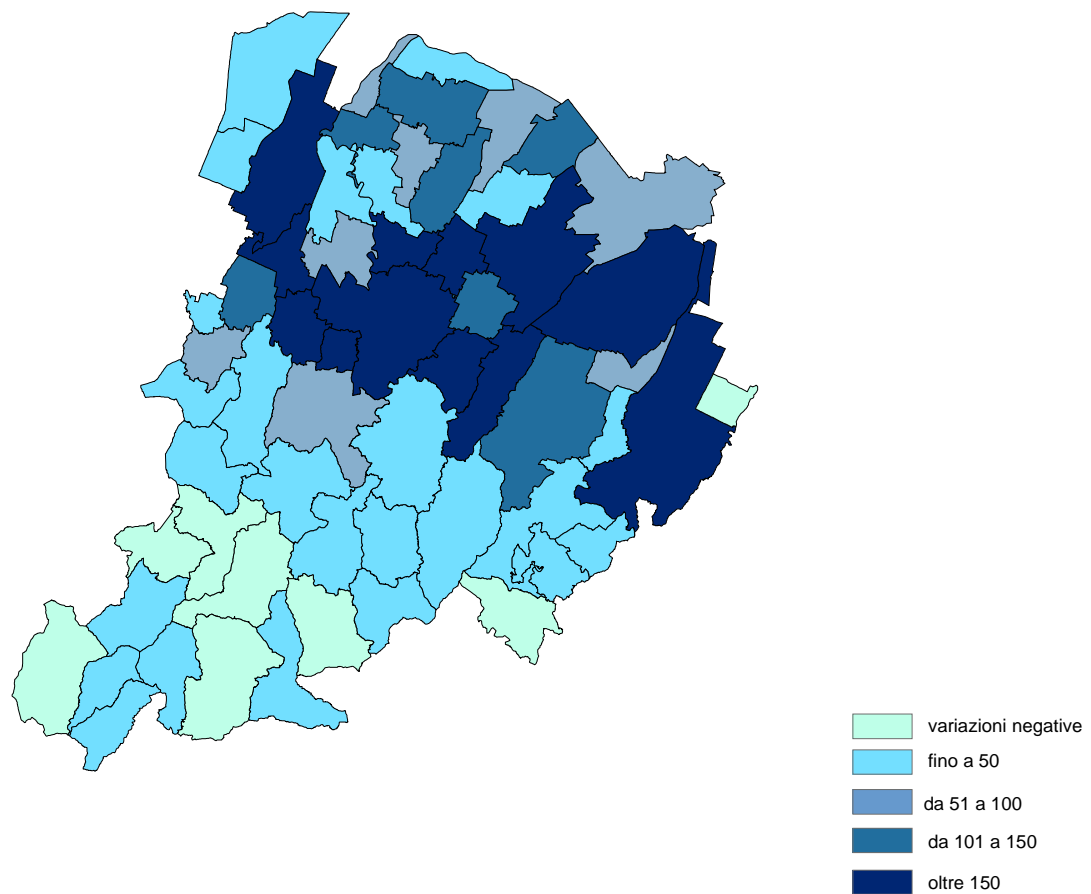 variazioni negative
fino a 50
da 51 a 100
da 101 a 150
oltre 150